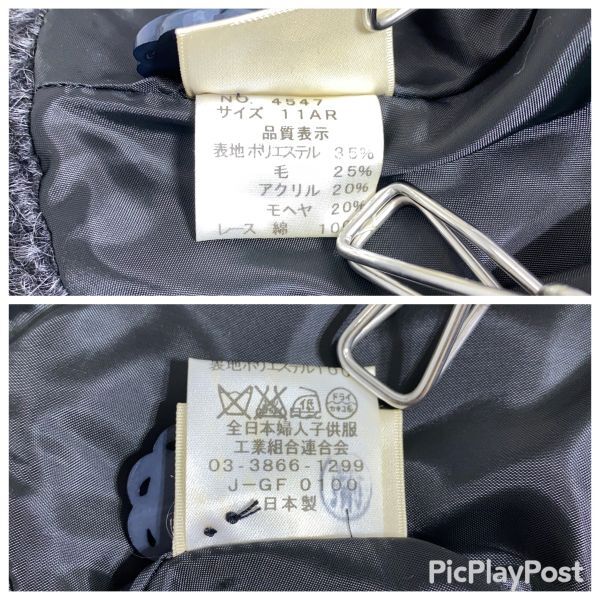 NO. 4547
サイズ 11AR
品質表示
表地 ポリエステル 35%
毛 25%
アクリル 20%
モヘヤ 20%
レース 綿
ドライ
全日本婦人子供服
工業組合連合会
03-3866-1299
J-GF 0100
日本製
PicPlayPost